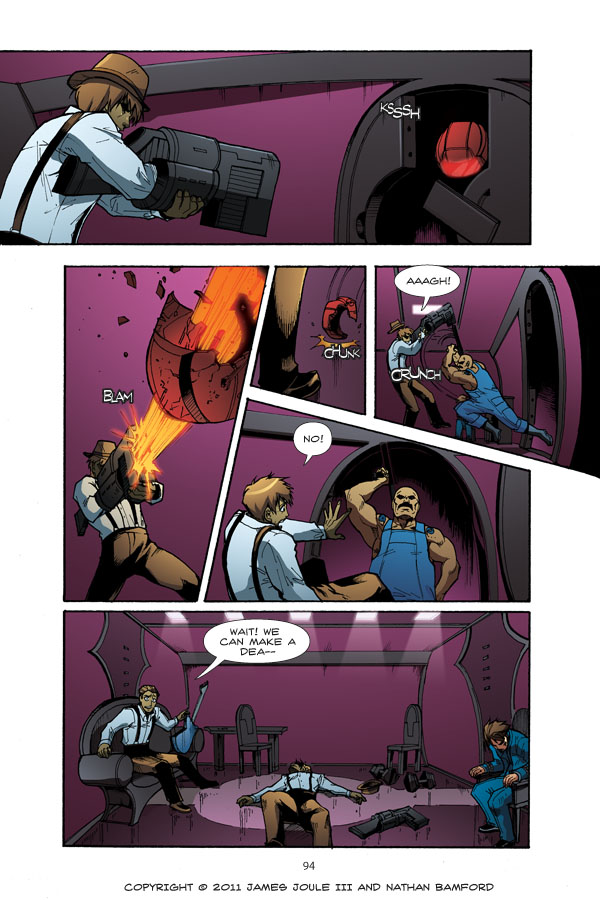 KSSSH
BLAM
CHUNK
AAAGH!
CRUNCH
NO!
WAIT! WE
CAN MAKE A
DEA--
94
COPYRIGHT © 2011 JAMES JOULE III AND NATHAN BAMFORD